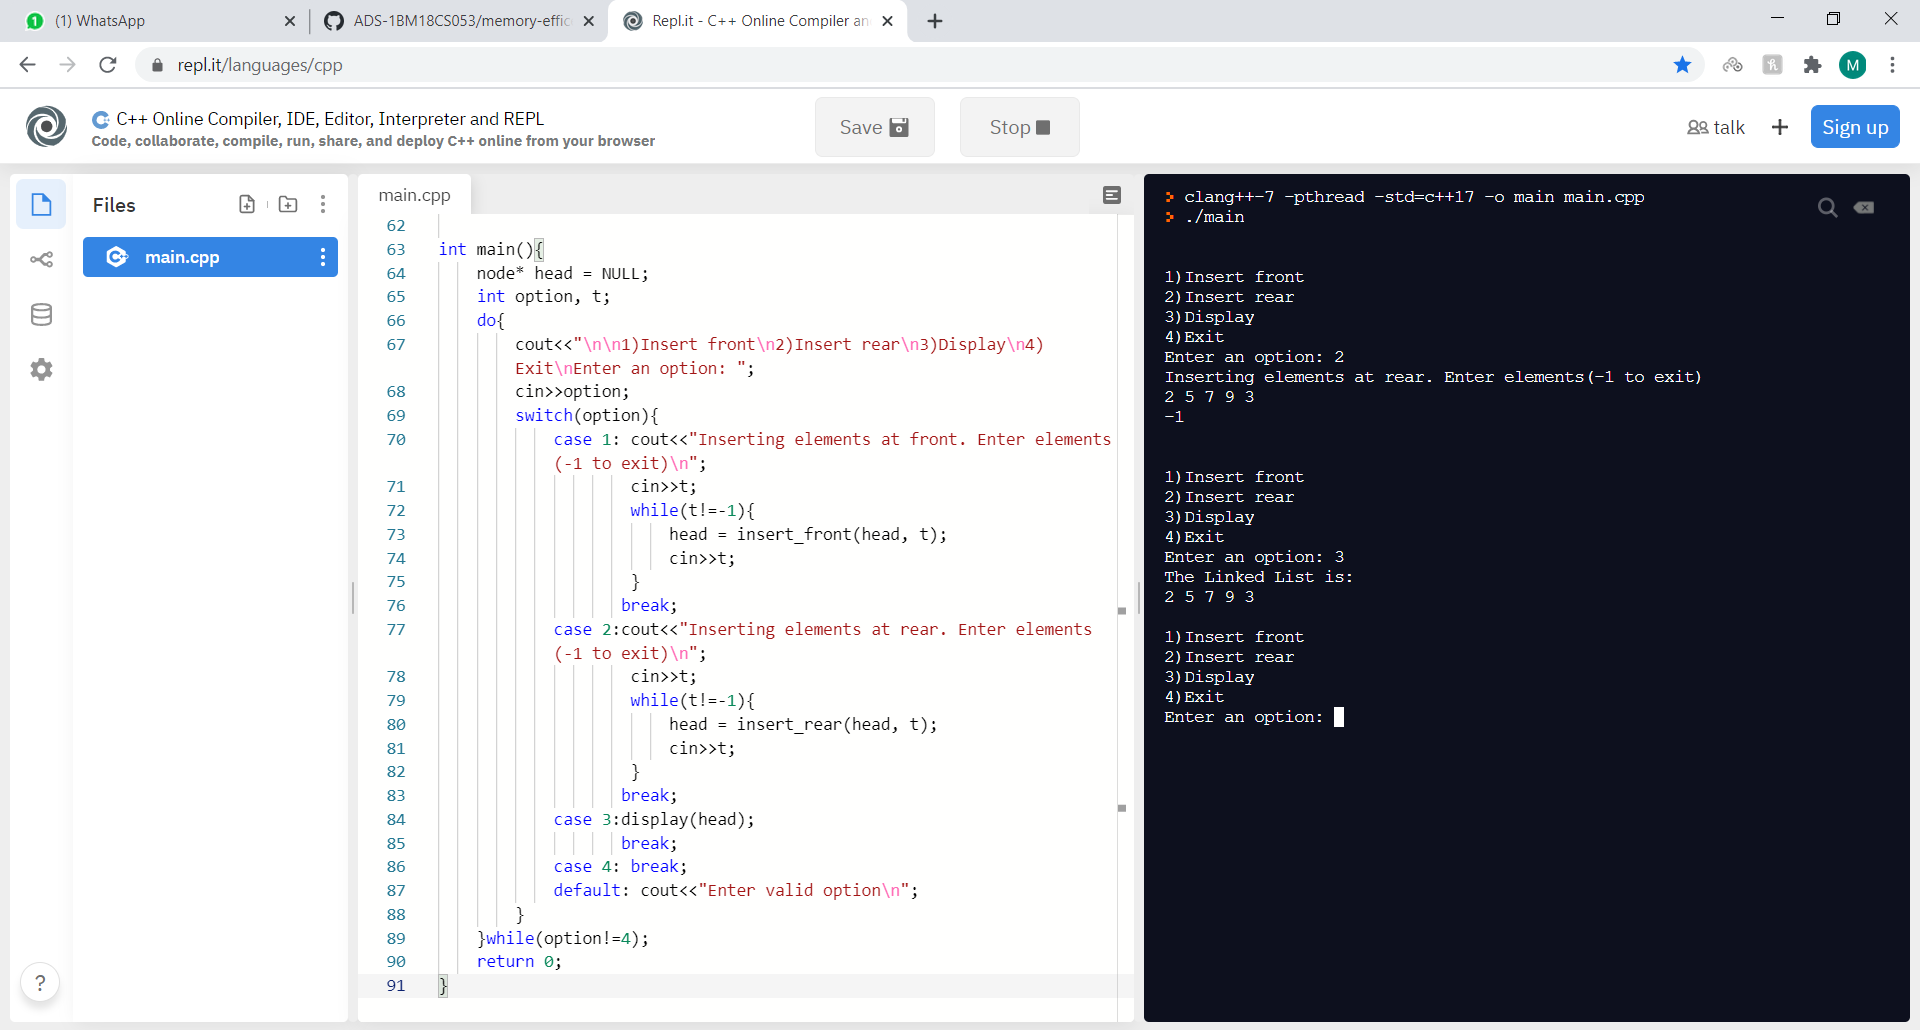 (1) WhatsApp
ADS-1BM18CS053/memory-effic
Repl.it - C++ Online Compiler an
repl.it/languages/cpp
M
C++ Online Compiler, IDE, Editor, Interpreter and REPL
Code, collaborate, compile, run, share, and deploy C++ online from your browser
Save
Stop
talk
Sign up
Files
main.cpp
main.cpp
62
63 int main(){
64 node* head = NULL;
65 int option, t;
66 do{
67 cout<<"\n\n1)Insert front\n2)Insert rear\n3)Display\n4)
Exit\nEnter an option: ";
68 cin>>option;
69 switch(option){
70 case 1: cout<<"Inserting elements at front. Enter elements
(-1 to exit)\n";
71 cin>>t;
72 while(t!=-1){
73 head = insert_front(head, t);
74 cin>>t;
75 }
76 break;
77 case 2:cout<<"Inserting elements at rear. Enter elements
(-1 to exit)\n";
78 cin>>t;
79 while(t!=-1){
80 head = insert_rear(head, t);
81 cin>>t;
82 }
83 break;
84 case 3:display(head);
85 break;
86 case 4: break;
87 default: cout<<"Enter valid option\n";
88 }
89 }while(option!=4);
90 return 0;
91 }
> clang++-7 -pthread -std=c++17 -o main main.cpp
> ./main
1)Insert front
2)Insert rear
3)Display
4)Exit
Enter an option: 2
Inserting elements at rear. Enter elements(-1 to exit)
2 5 7 9 3
-1
1)Insert front
2)Insert rear
3)Display
4)Exit
Enter an option: 3
The Linked List is:
2 5 7 9 3
1)Insert front
2)Insert rear
3)Display
4)Exit
Enter an option:
?